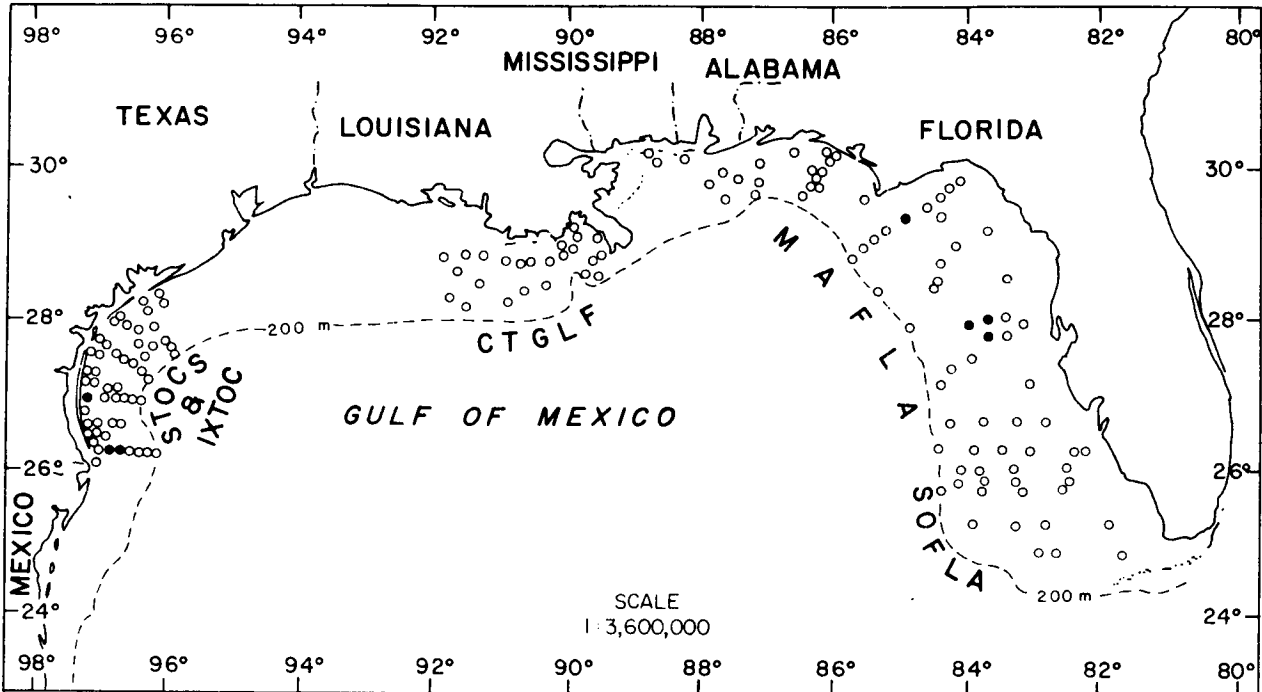 98° 96° 94° 92° 90° 88° 86° 84° 82° 80°
MISSISSIPPI ALABAMA
TEXAS LOUISIANA FLORIDA
30° 30°
MAFLA
28° 28°
200 m
CTGLF
STOCS
&
IXTOC
GULF OF MEXICO
26° 26°
MEXICO
SOFLA
200 m
24° 24°
SCALE
1:3,600,000
98° 96° 94° 92° 90° 88° 86° 84° 82° 80°